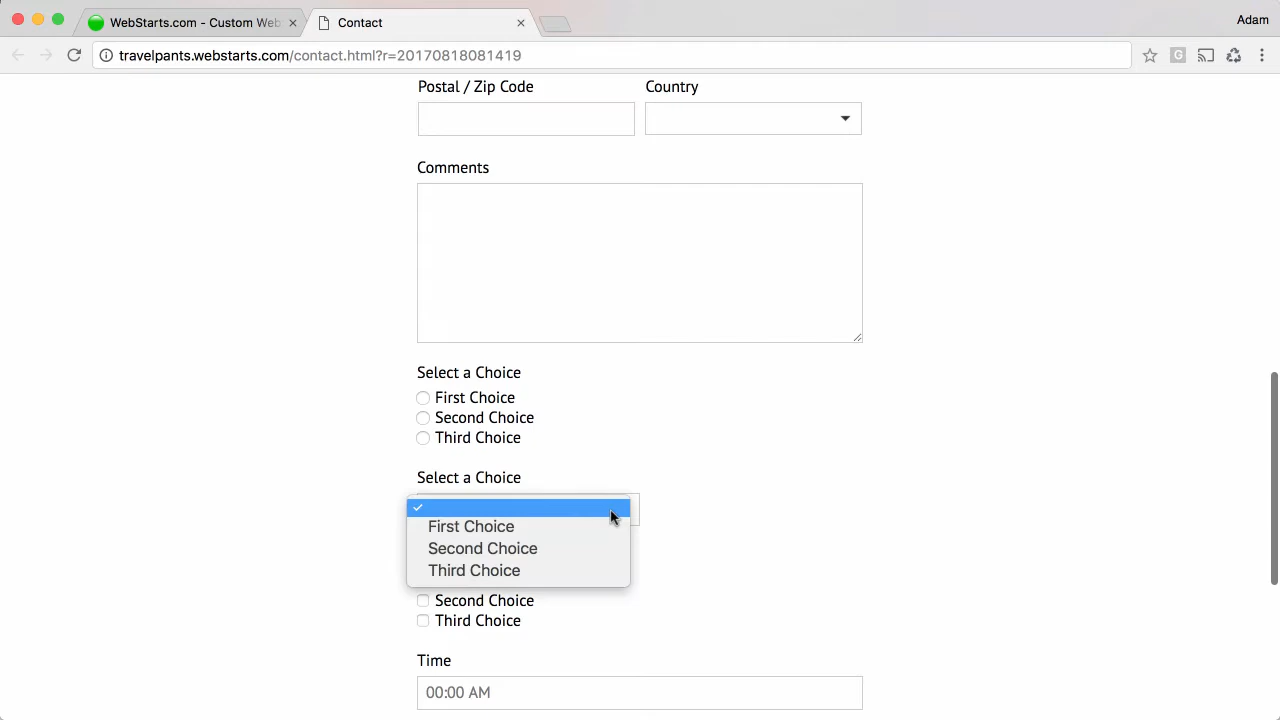 WebStarts.com - Custom Web
Contact
Adam
travelpants.webstarts.com/contact.html?r=20170818081419
G
Postal / Zip Code
Country
Comments
Select a Choice
First Choice
Second Choice
Third Choice
Select a Choice
First Choice
Second Choice
Third Choice
Second Choice
Third Choice
Time
00:00 AM